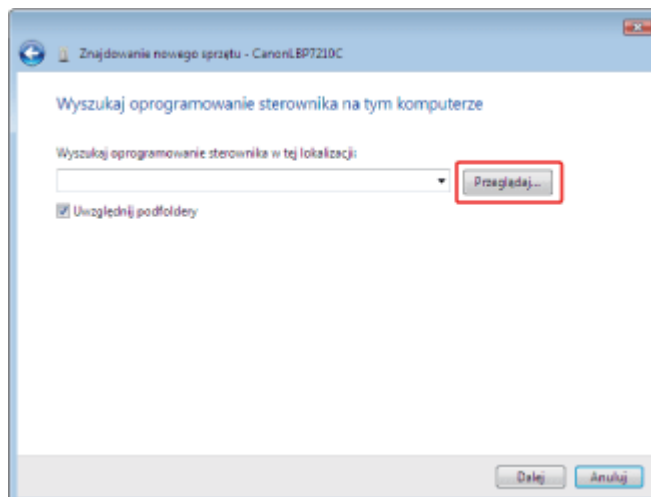 Znajdowanie nowego sprzętu - CanonLBP7210C
Wyszukaj oprogramowanie sterownika na tym komputerze
Wyszukaj oprogramowanie sterownika w tej lokalizacji:
Przeglądaj...
Uwzględnij podfoldery
Dalej Anuluj